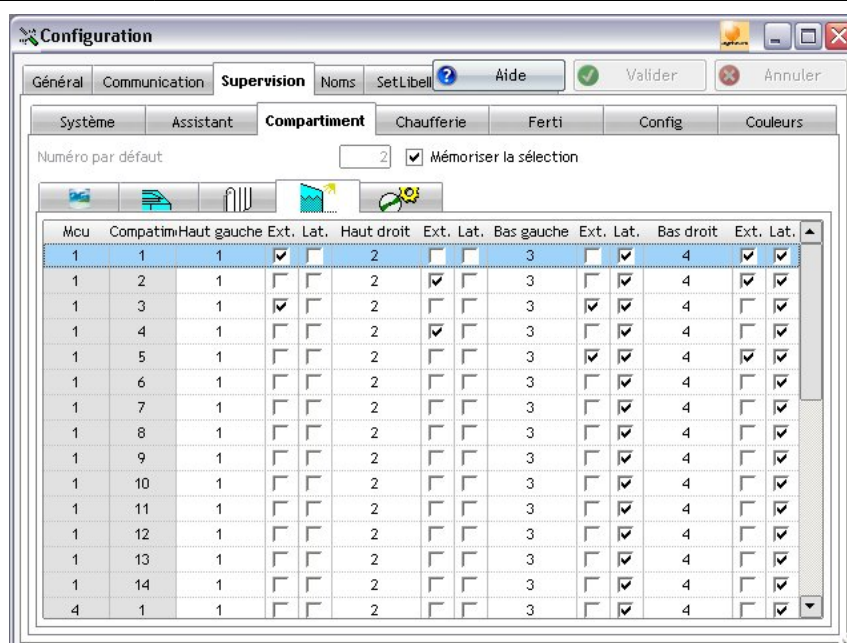 Configuration
Général Communication Supervision Noms SetLibell Aide Valider Annuler
Système Assistant Compartiment Chaufferie Ferti Config Couleurs
Numéro par défaut 2 Mémoriser la sélection
Mcu Compatim Haut gauche Ext. Lat. Haut droit Ext. Lat. Bas gauche Ext. Lat. Bas droit Ext. Lat.
1 1 1 2 3 4
1 2 1 2 3 4
1 3 1 2 3 4
1 4 1 2 3 4
1 5 1 2 3 4
1 6 1 2 3 4
1 7 1 2 3 4
1 8 1 2 3 4
1 9 1 2 3 4
1 10 1 2 3 4
1 11 1 2 3 4
1 12 1 2 3 4
1 13 1 2 3 4
1 14 1 2 3 4
4 1 1 2 3 4